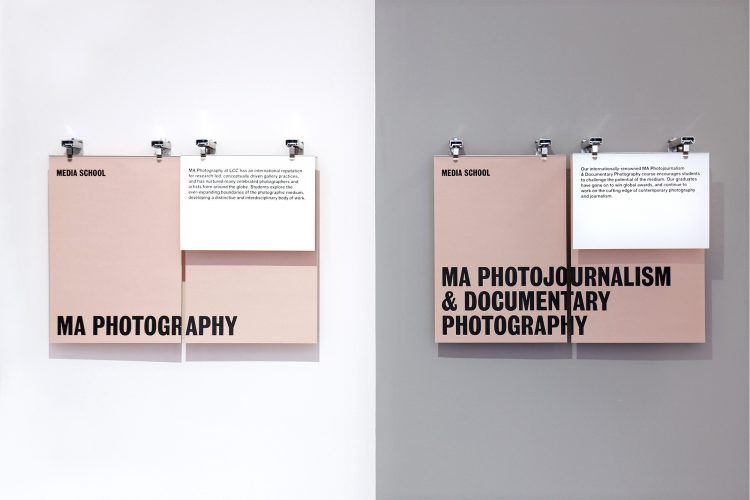 MEDIA SCHOOL
MA Photography at LCC has an international reputation
for research-led, conceptually driven gallery practices,
and has nurtured many celebrated photographers and
artists from around the globe. Students explore the
ever-expanding boundaries of the photographic medium,
developing a distinctive and interdisciplinary body of work.
MA PHOTOGRAPHY
MEDIA SCHOOL
Our internationally-renowned MA Photojournalism
& Documentary Photography course encourages students
to challenge the potential of the medium. Our graduates
have gone on to win global awards, and continue to
work on the cutting edge of contemporary photography
and journalism.
MA PHOTOJOURNALISM
& DOCUMENTARY
PHOTOGRAPHY